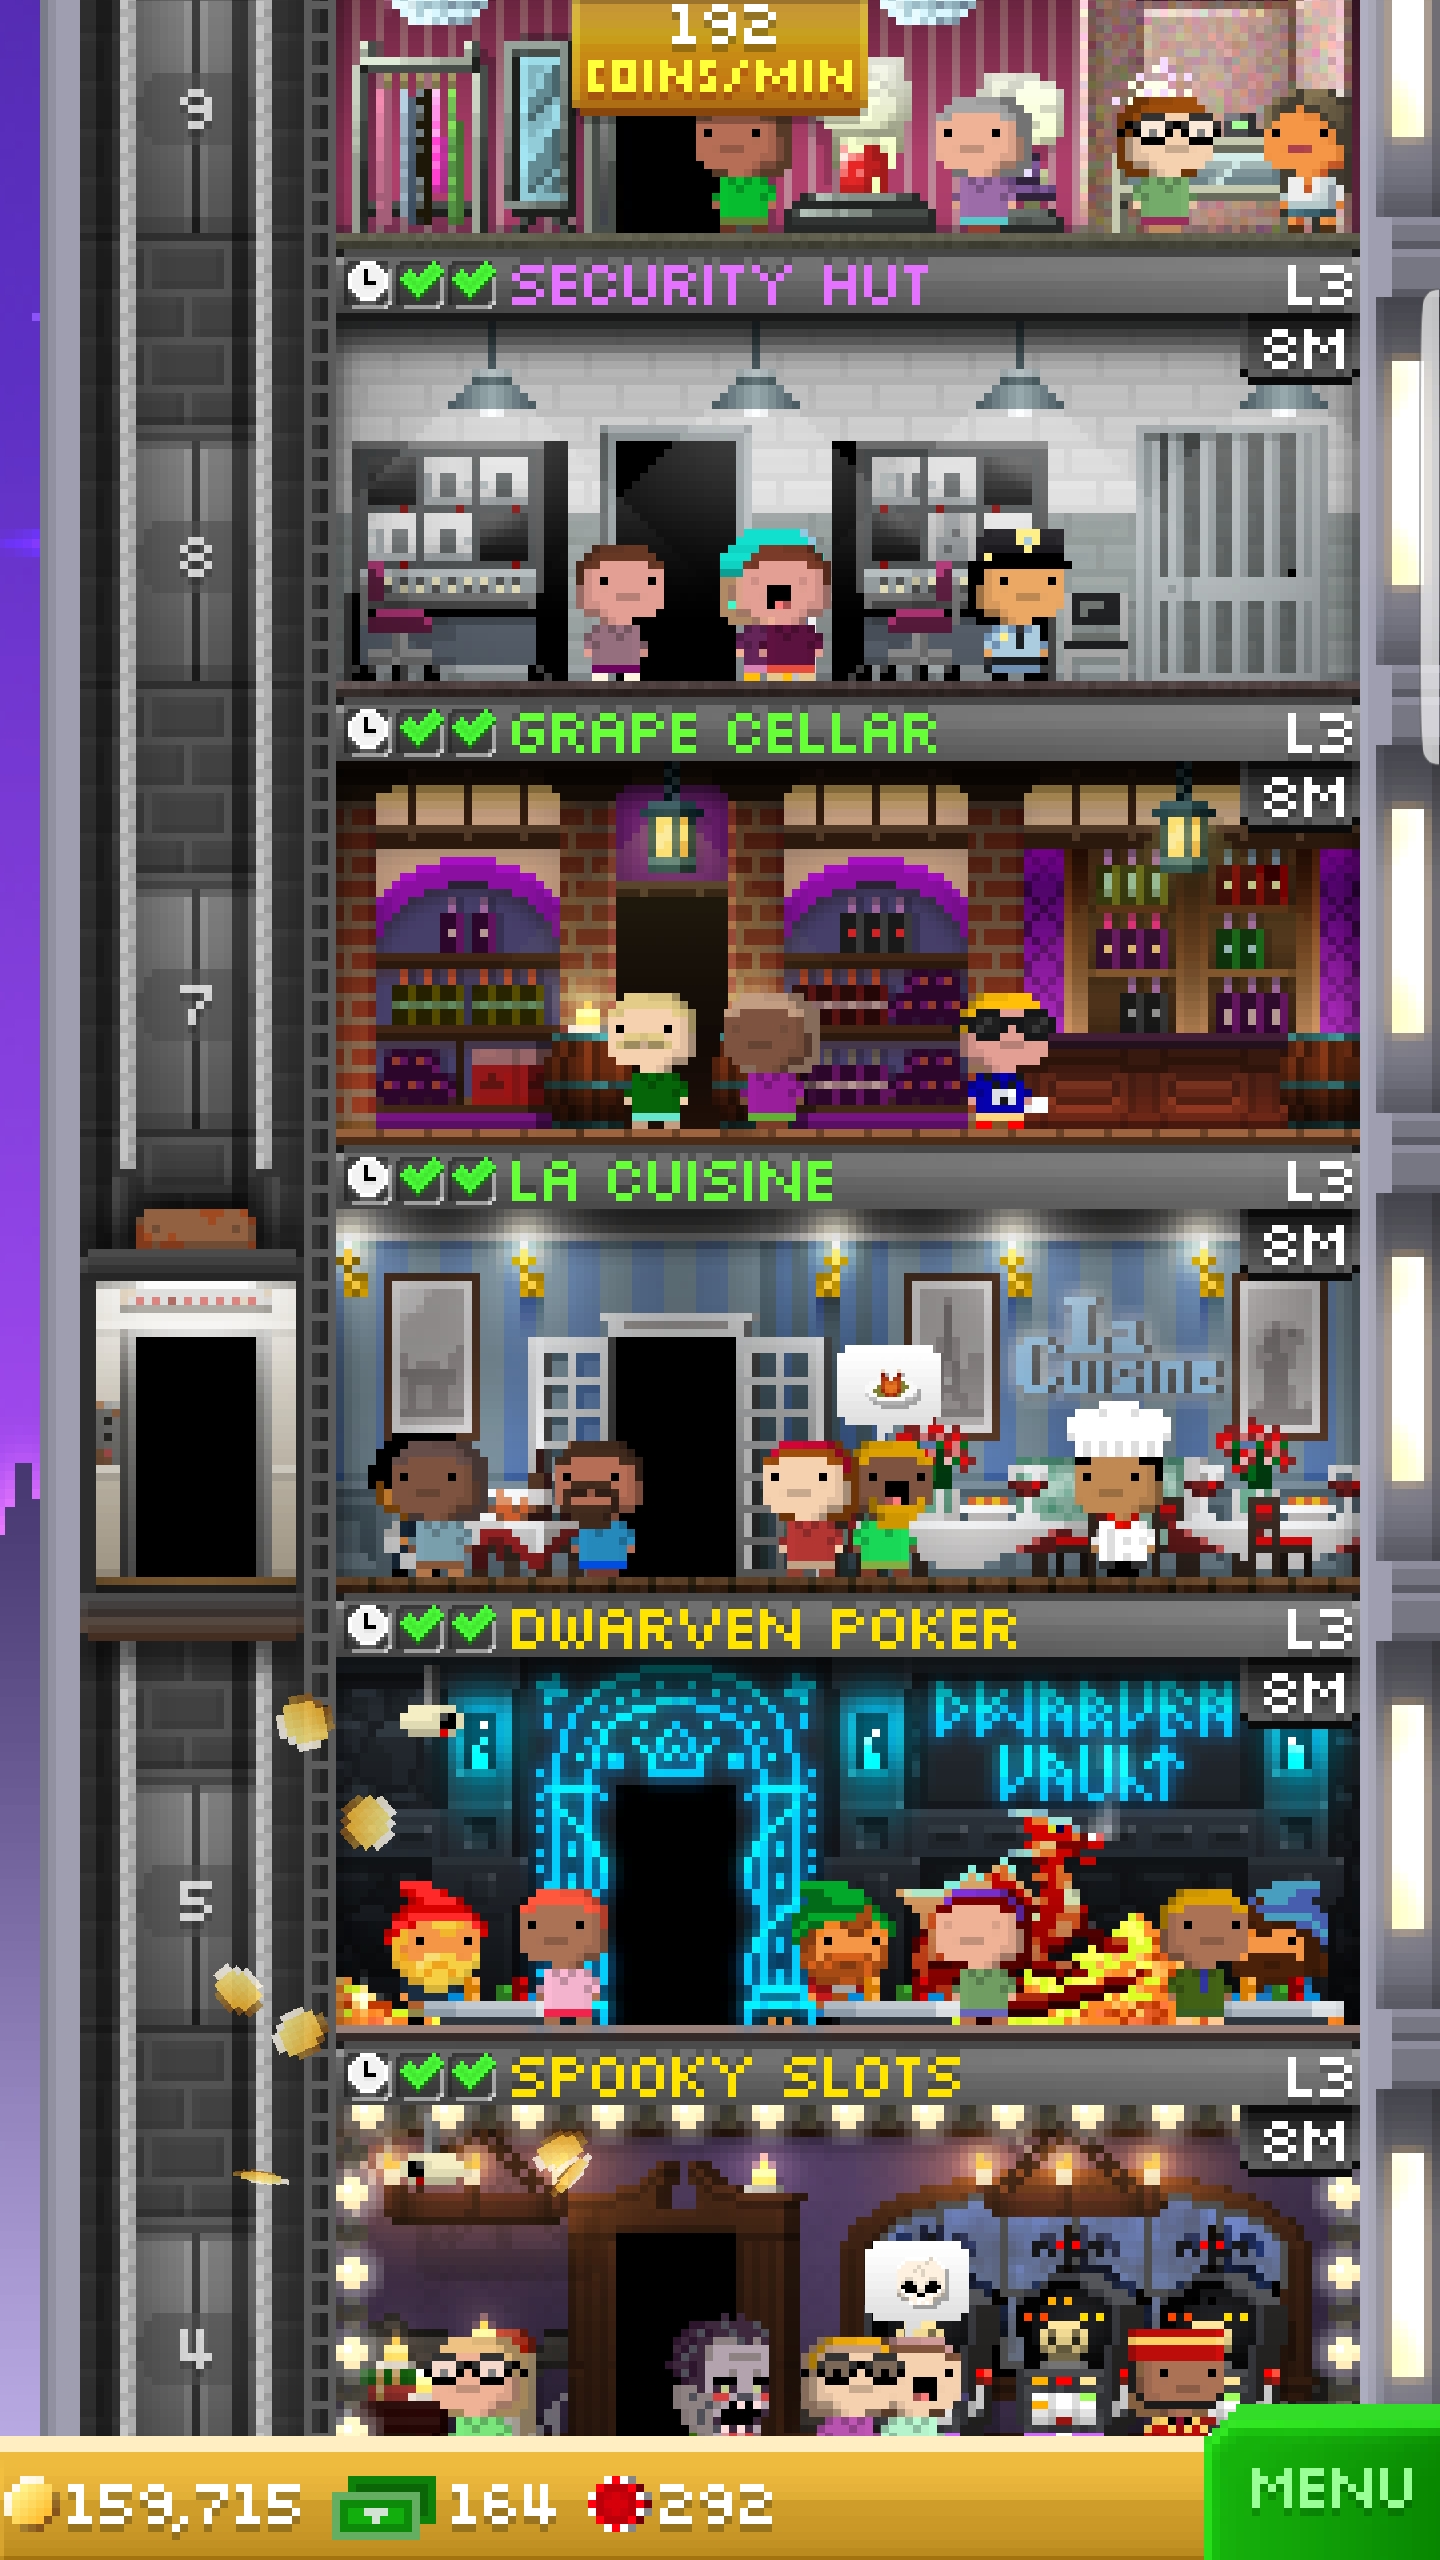 192
COINS/MIN
9
SECURITY HUT L3
8M
8
GRAPE CELLAR L3
8M
7
LA CUISINE L3
8M
La
Cuisine
DWARVEN POKER L3
8M
DWARVEN
VAULT
5
SPOOKY SLOTS L3
8M
4
159,715 164 292
MENU